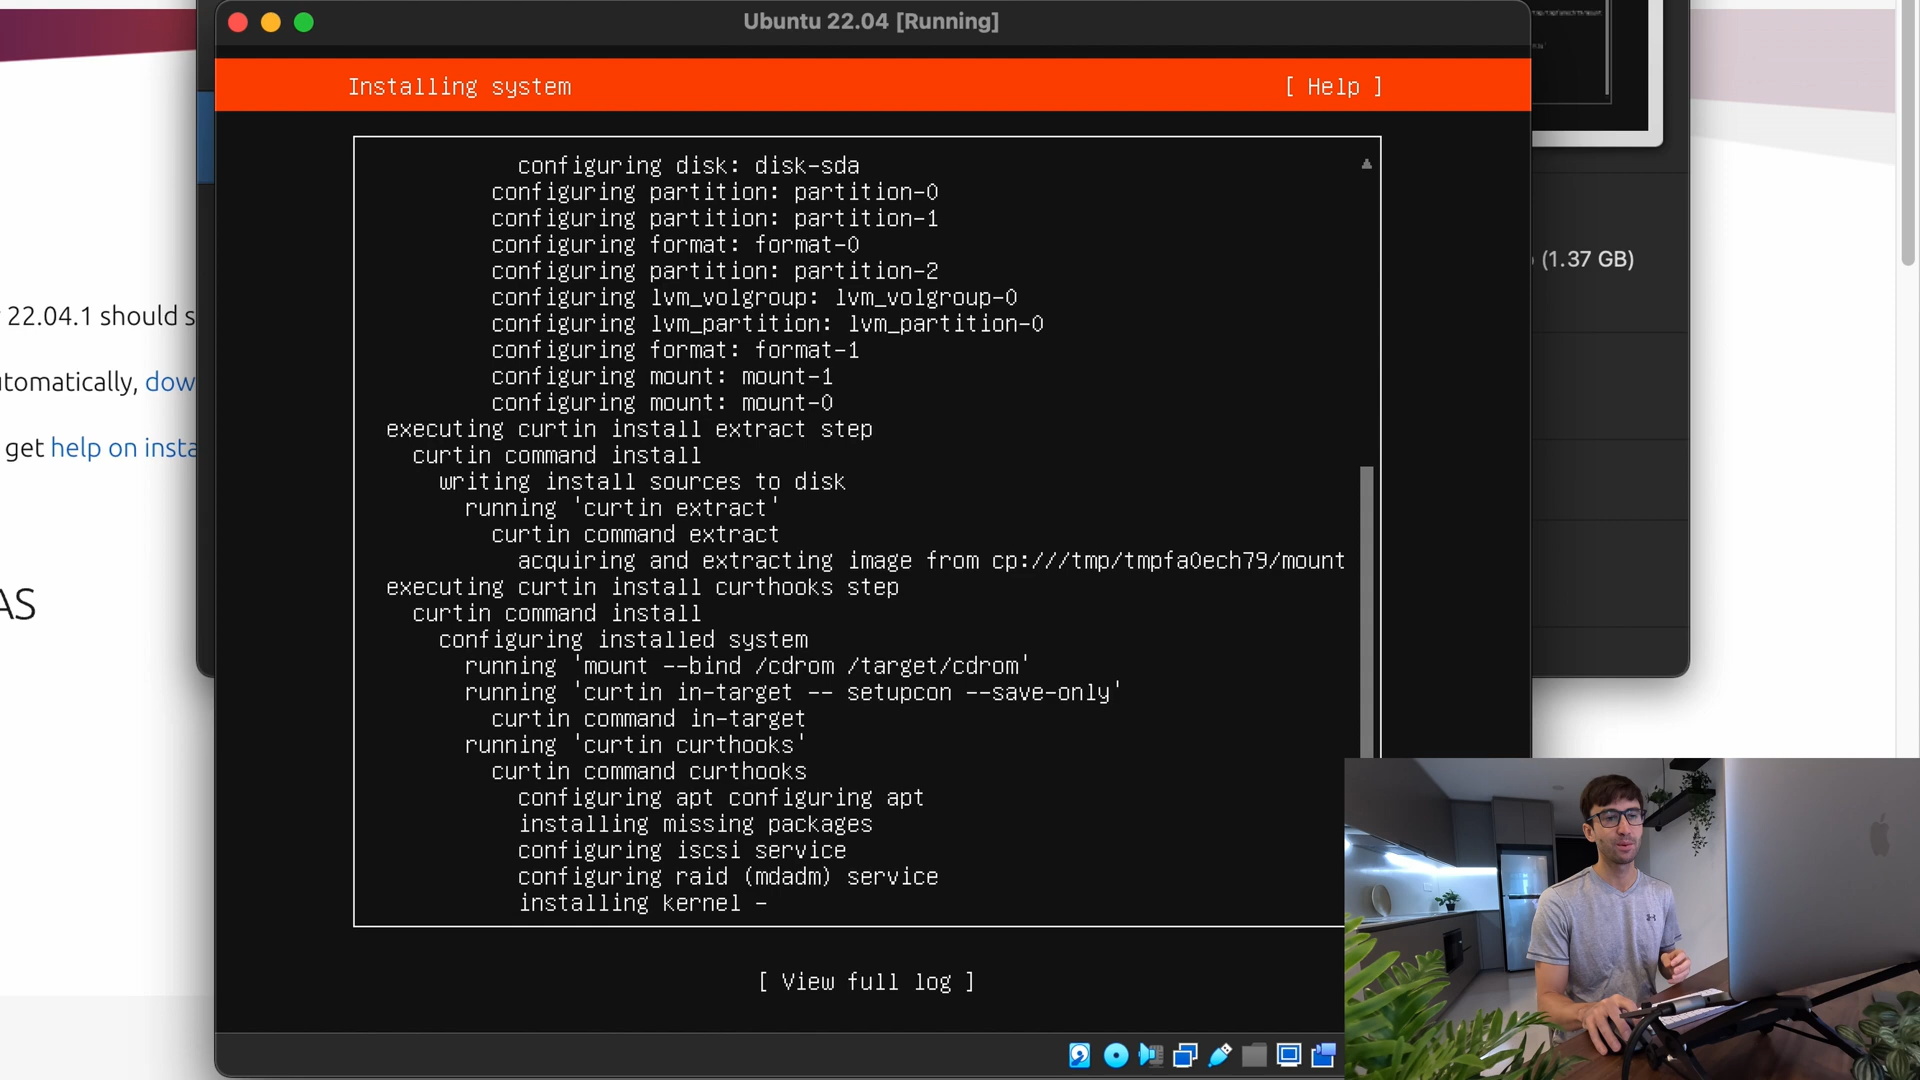 Ubuntu 22.04 [Running]
Installing system
[ Help ]
configuring disk: disk-sda
configuring partition: partition-0
configuring partition: partition-1
configuring format: format-0
configuring partition: partition-2
configuring lvm_volgroup: lvm_volgroup-0
configuring lvm_partition: lvm_partition-0
configuring format: format-1
configuring mount: mount-1
configuring mount: mount-0
executing curtin install extract step
curtin command install
writing install sources to disk
running 'curtin extract'
curtin command extract
acquiring and extracting image from cp:///tmp/tmpfa0ech79/mount
executing curtin install curthooks step
curtin command install
configuring installed system
running 'mount --bind /cdrom /target/cdrom'
running 'curtin in-target -- setupcon --save-only'
curtin command in-target
running 'curtin curthooks'
curtin command curthooks
configuring apt configuring apt
installing missing packages
configuring iscsi service
configuring raid (mdadm) service
installing kernel -
[ View full log ]
22.04.1 should s
tomatically, dow
get help on insta
AS
(1.37 GB)